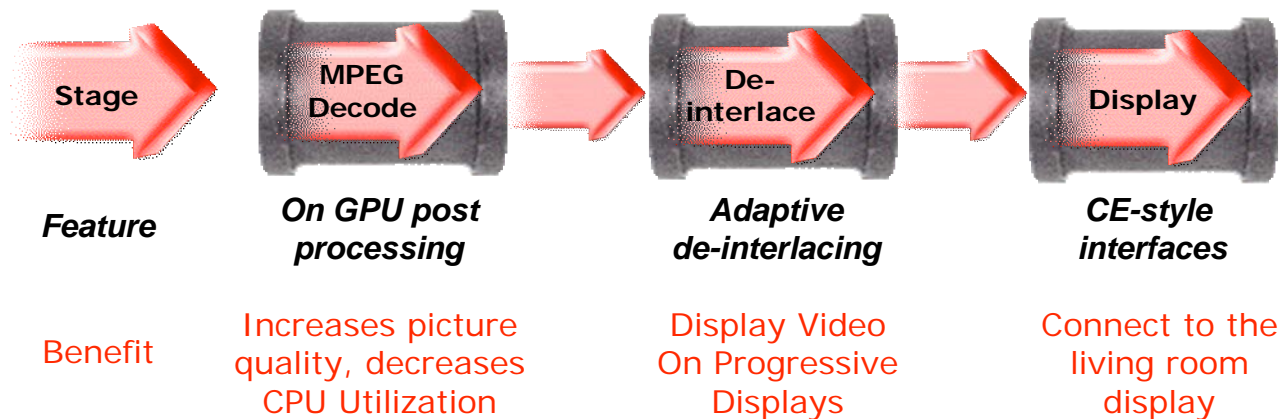 Stage
MPEG
Decode
De-
interlace
Display
Feature
On GPU post
processing
Adaptive
de-interlacing
CE-style
interfaces
Benefit
Increases picture
quality, decreases
CPU Utilization
Display Video
On Progressive
Displays
Connect to the
living room
display